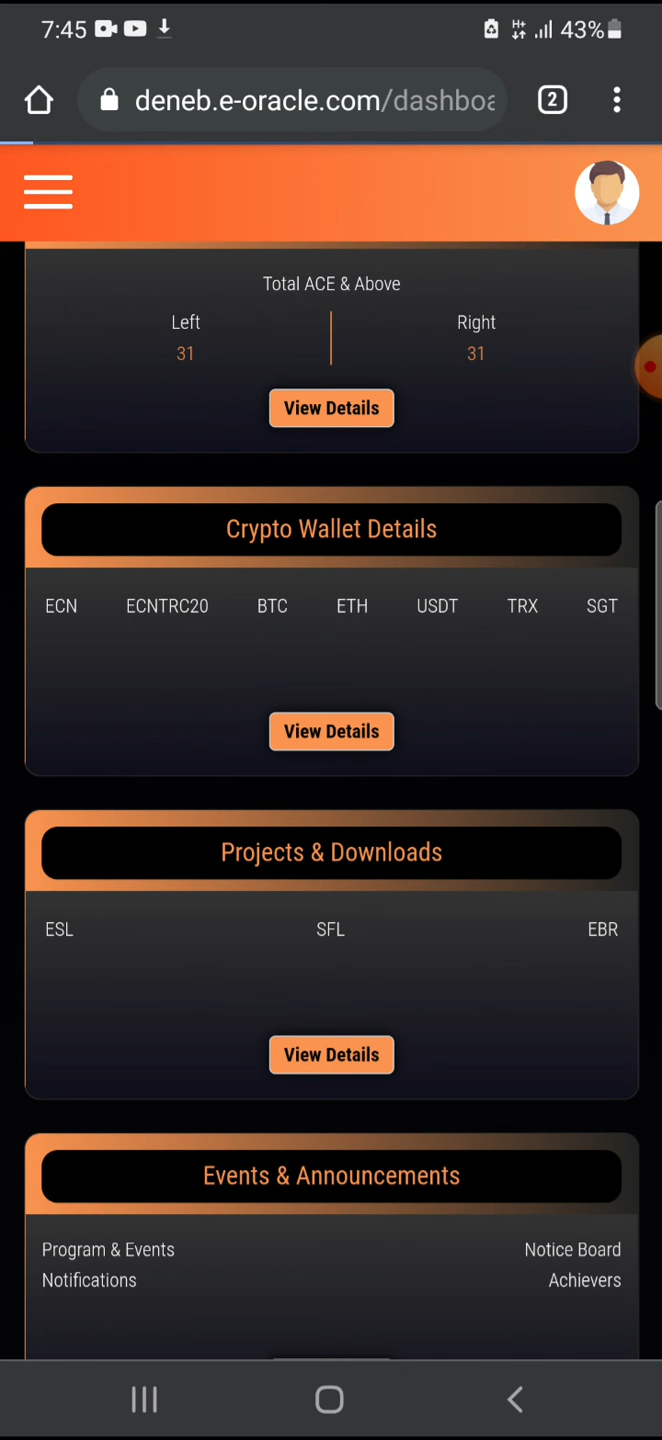 7:45 43%
deneb.e-oracle.com/dashboa 2
Total ACE & Above
Left Right
31 31
View Details
Crypto Wallet Details
ECN ECNTRC20 BTC ETH USDT TRX SGT
View Details
Projects & Downloads
ESL SFL EBR
View Details
Events & Announcements
Program & Events Notice Board
Notifications Achievers